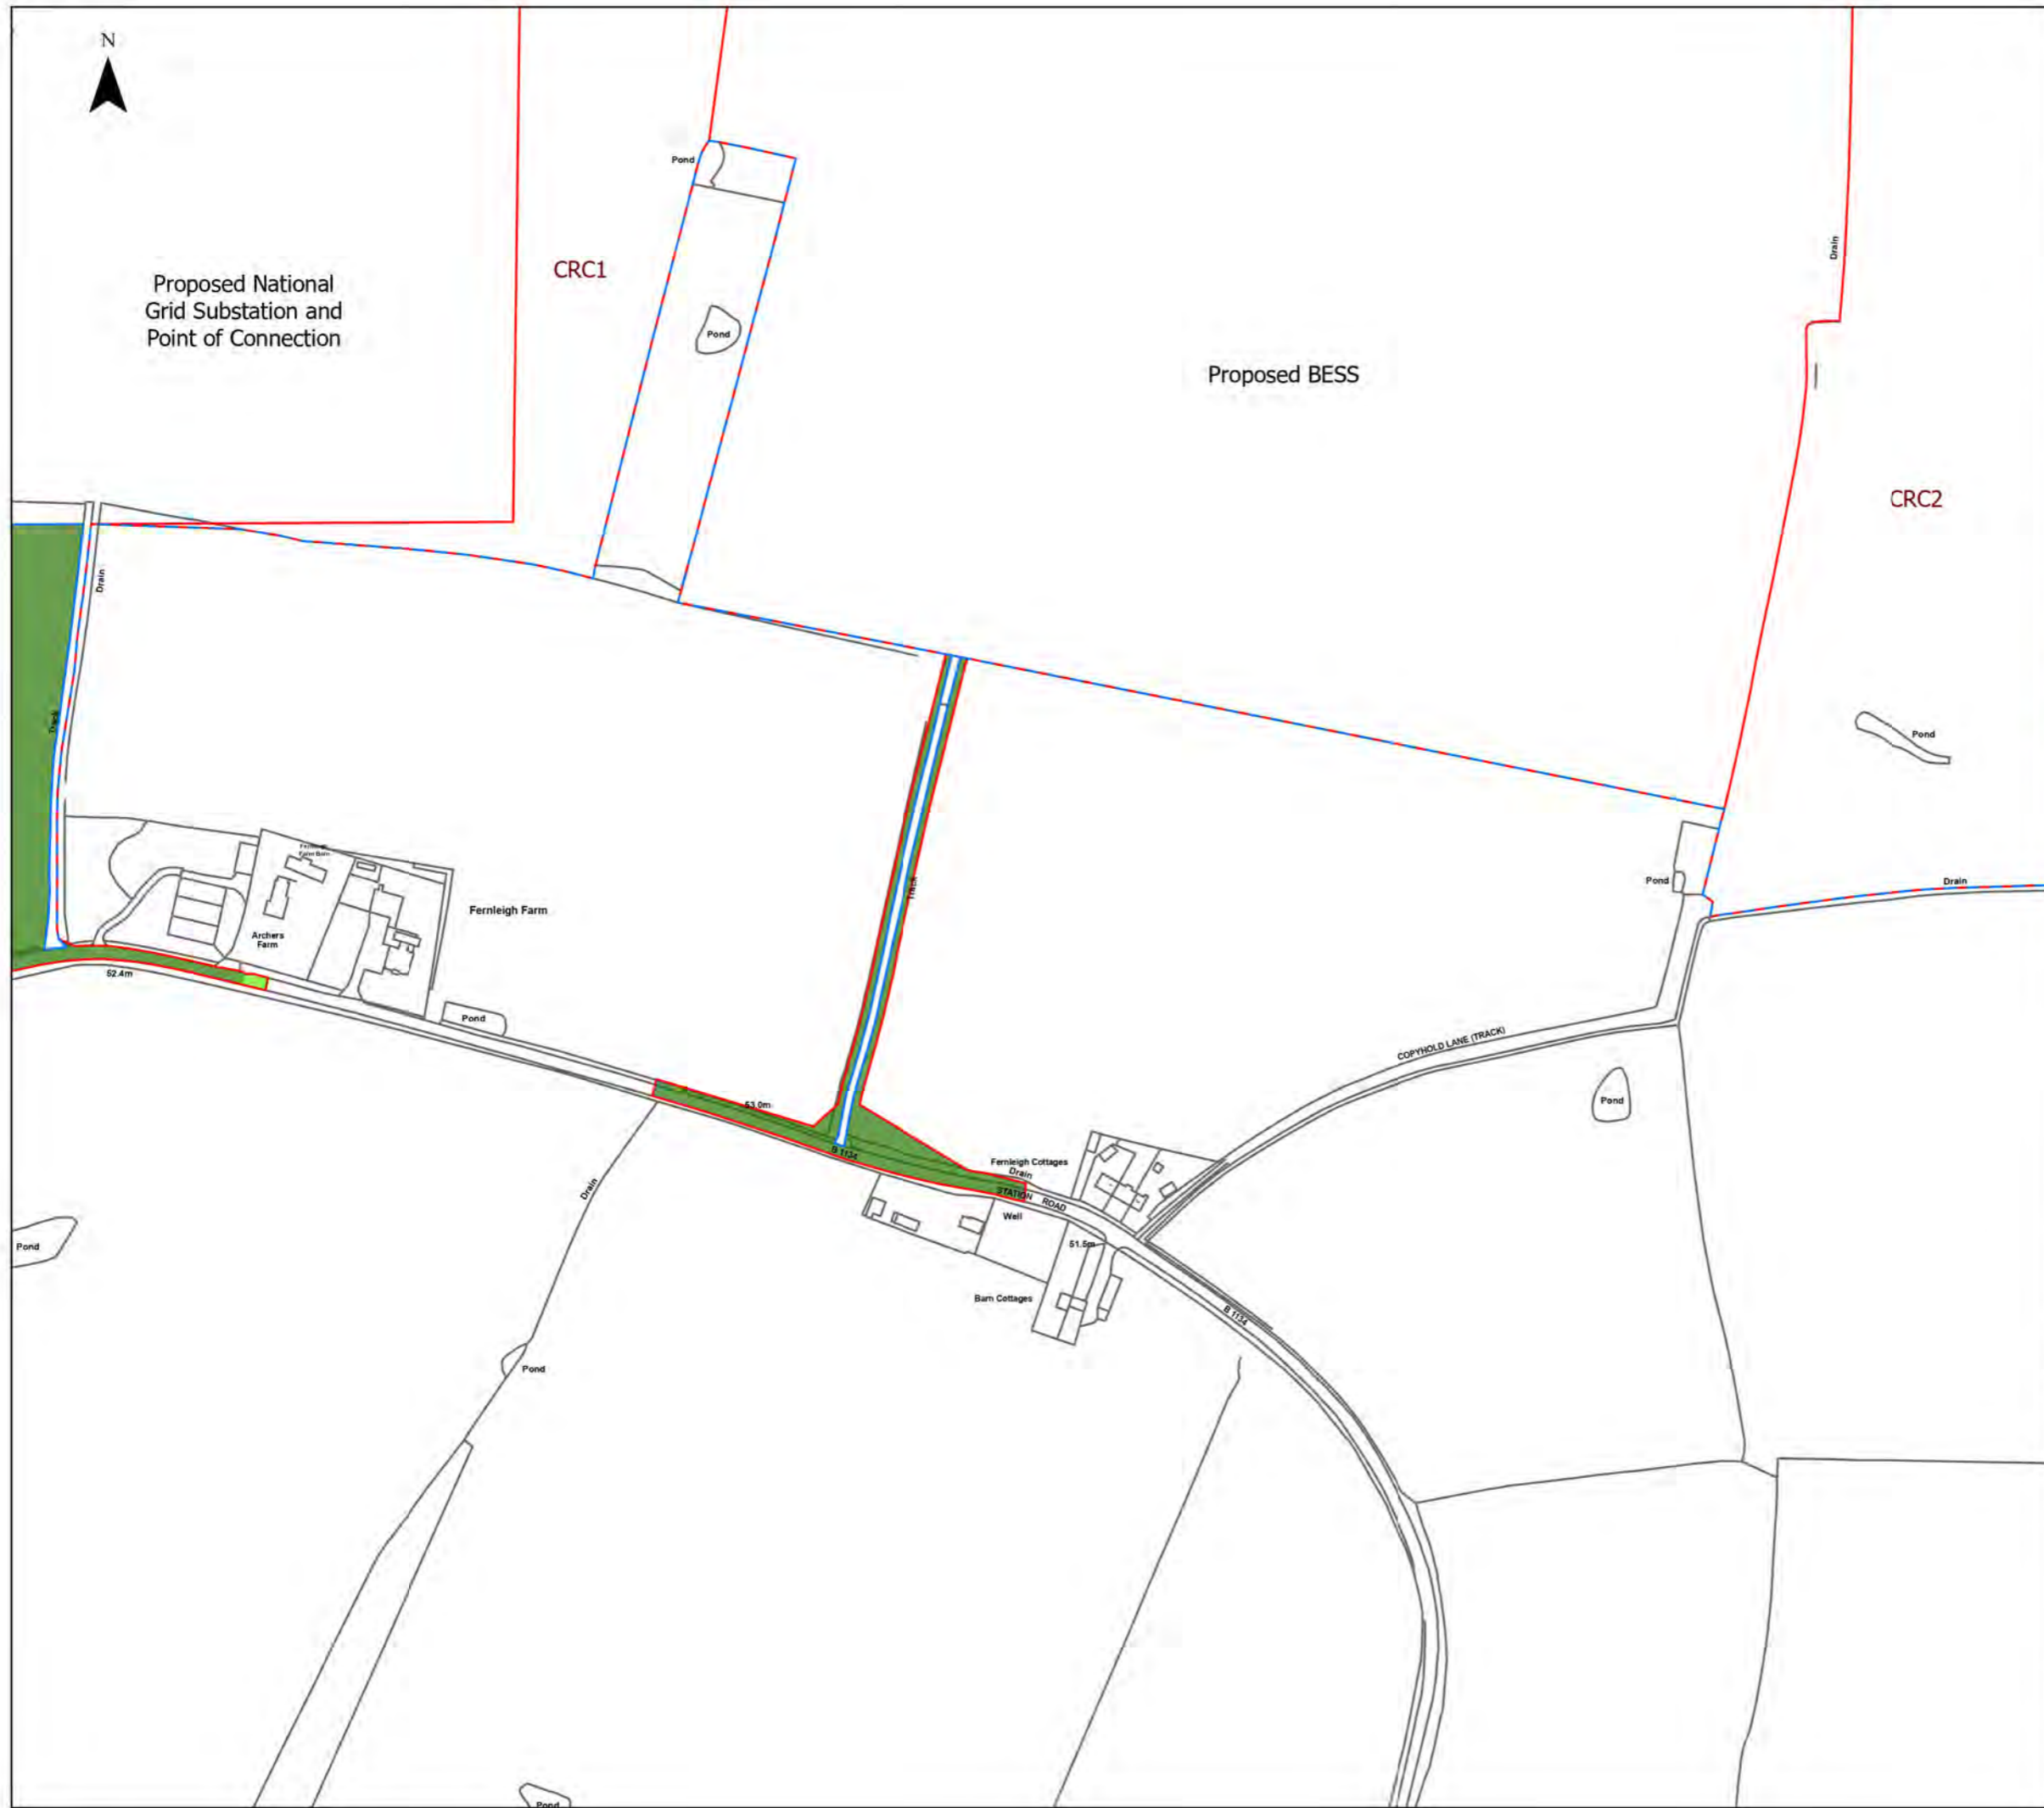 N
Pond
CRC1
Drain
Proposed National
Grid Substation and
Point of Connection
Pond
Proposed BESS
CRC2
Drain
Track
Pond
Pond
Drain
Track
Fernleigh Farm
Archers
Farm
52.4m
Pond
COPYHOLD LANE (TRACK)
Pond
53.0m
B 1134
Fernleigh Cottages
Drain
STATION ROAD
Well
Drain
Pond
51.5m
Barn Cottages
B 1134
Pond
Pond